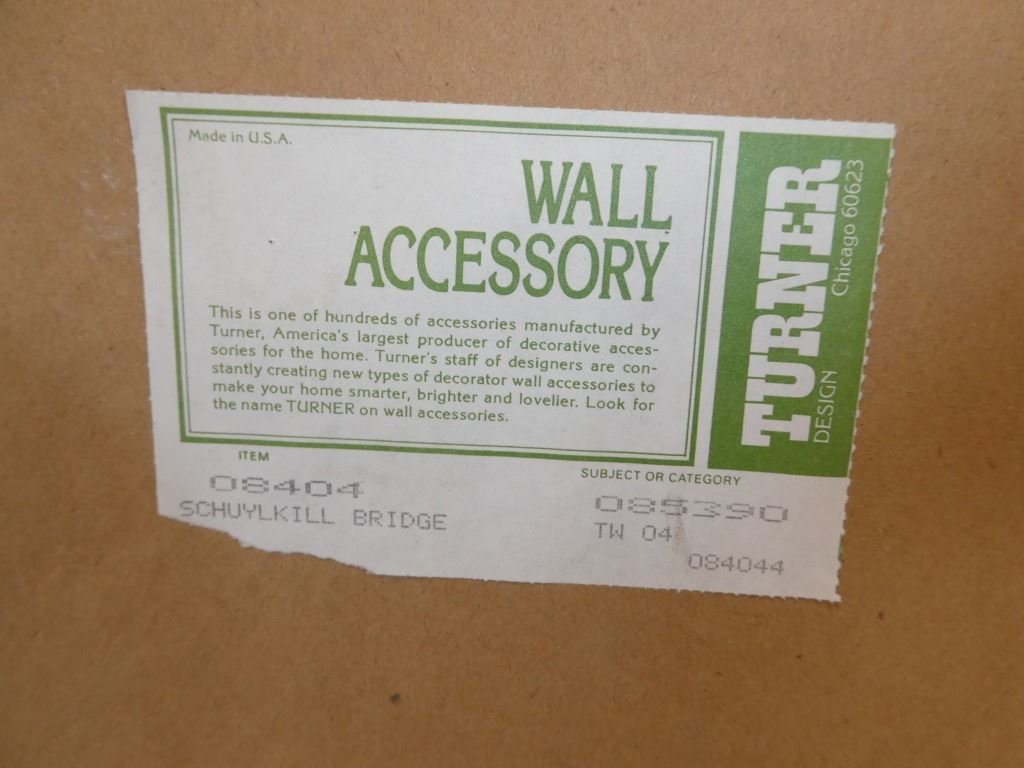 Made in U.S.A.
WALL
ACCESSORY
This is one of hundreds of accessories manufactured by
Turner, America's largest producer of decorative acces-
sories for the home. Turner's staff of designers are con-
stantly creating new types of decorator wall accessories to
make your home smarter, brighter and lovelier. Look for
the name TURNER on wall accessories.
TURNER
DESIGN Chicago 60623
ITEM
08404
SCHUYLKILL BRIDGE
SUBJECT OR CATEGORY
085390
TW 04
084044